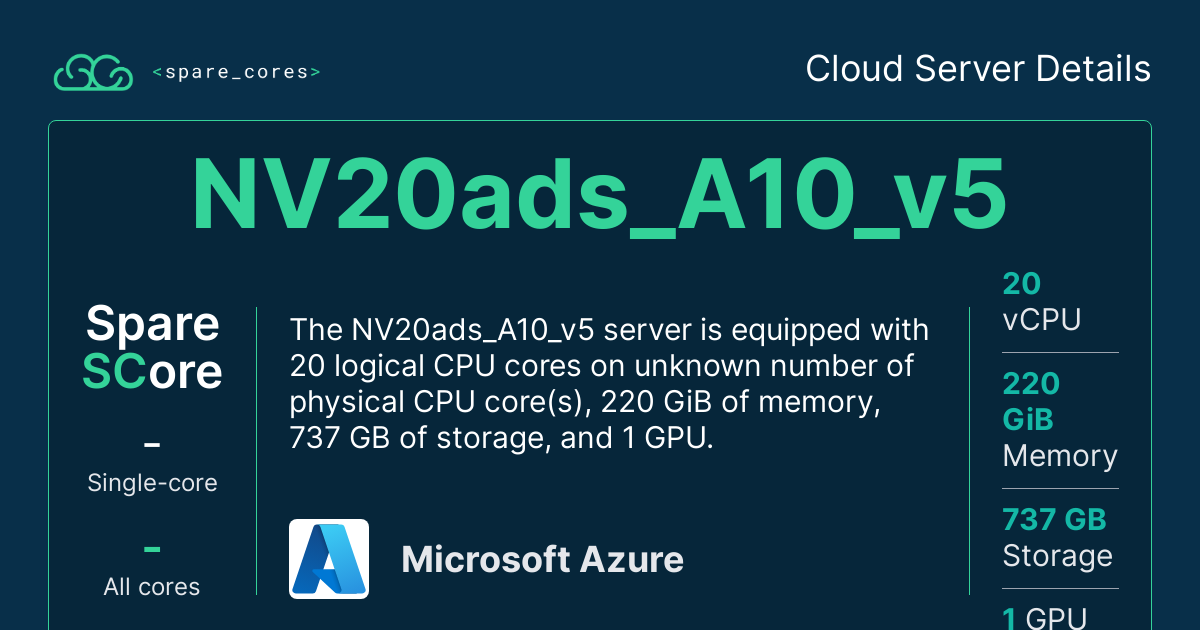 <spare_cores>
Cloud Server Details
NV20ads_A10_v5
Spare
SCore
-
Single-core
-
All cores
The NV20ads_A10_v5 server is equipped with
20 logical CPU cores on unknown number of
physical CPU core(s), 220 GiB of memory,
737 GB of storage, and 1 GPU.
Microsoft Azure
20
vCPU
220
GiB
Memory
737 GB
Storage
1 GPU